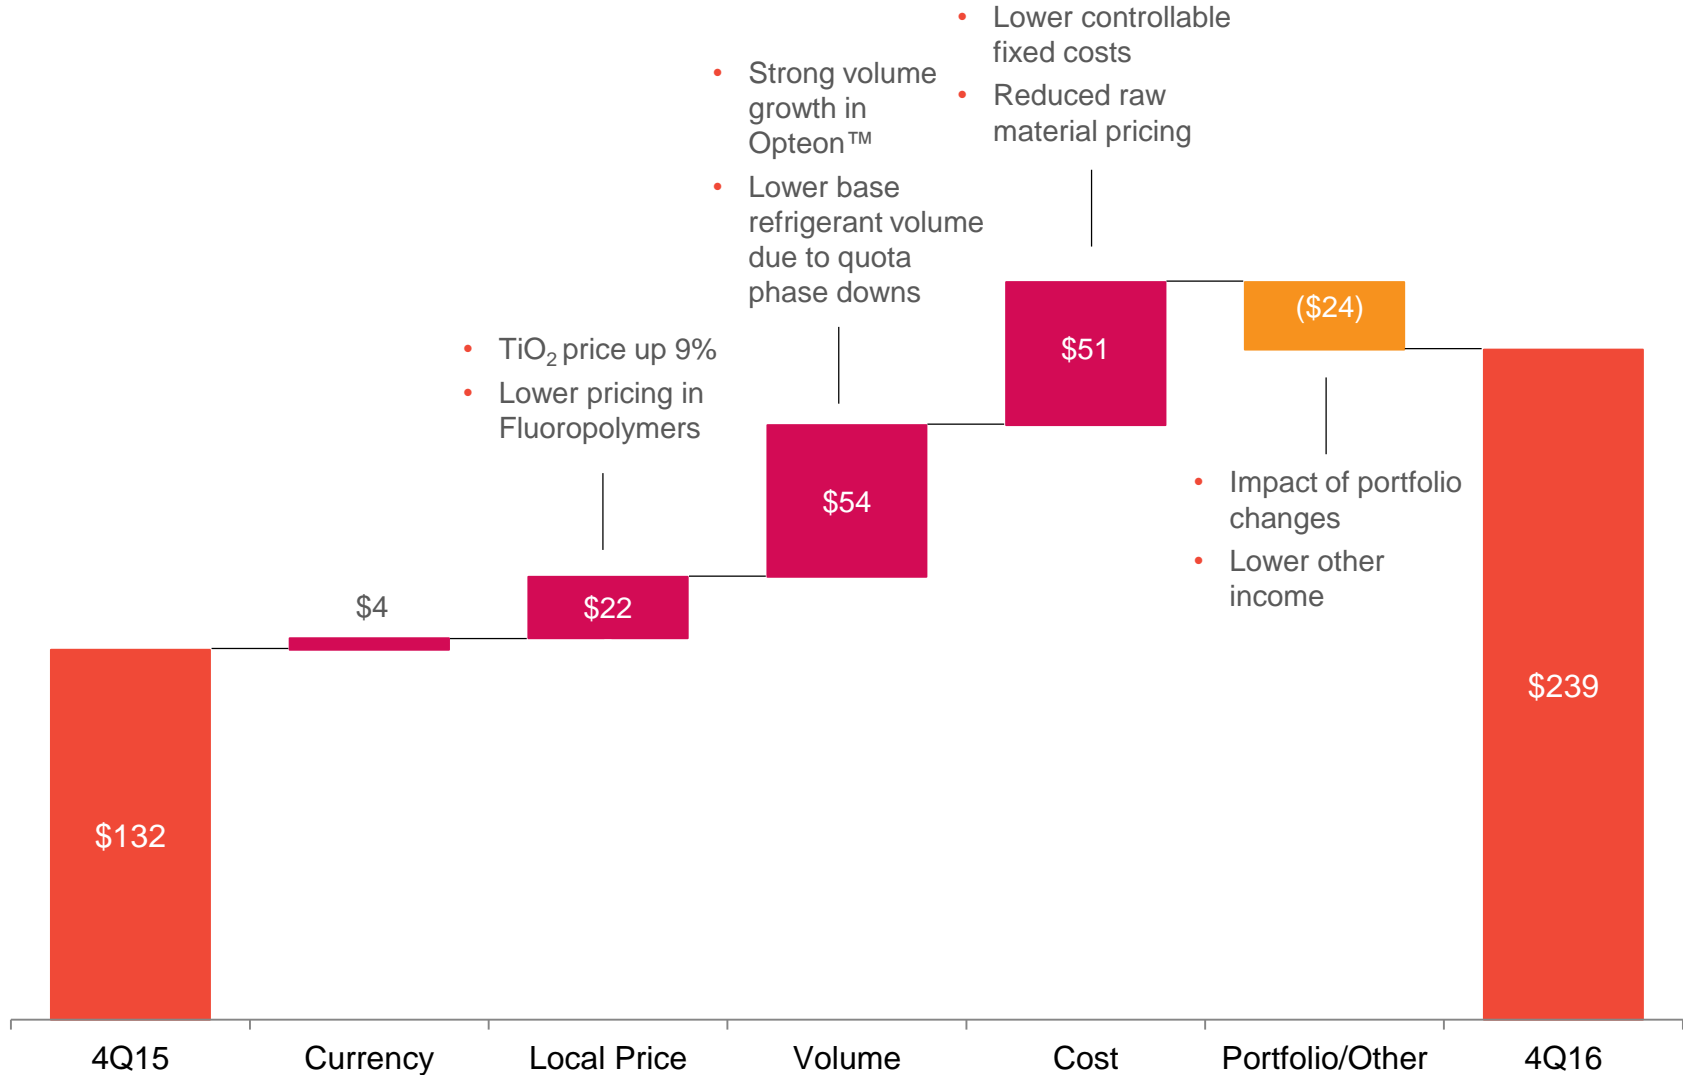 • Lower controllable
fixed costs
• Reduced raw
material pricing
• Strong volume
growth in
Opteon™
• Lower base
refrigerant volume
due to quota
phase downs
• TiO₂ price up 9%
• Lower pricing in
Fluoropolymers
• Impact of portfolio
changes
• Lower other
income
$132
$4
$22
$54
$51
($24)
$239
4Q15
Currency
Local Price
Volume
Cost
Portfolio/Other
4Q16